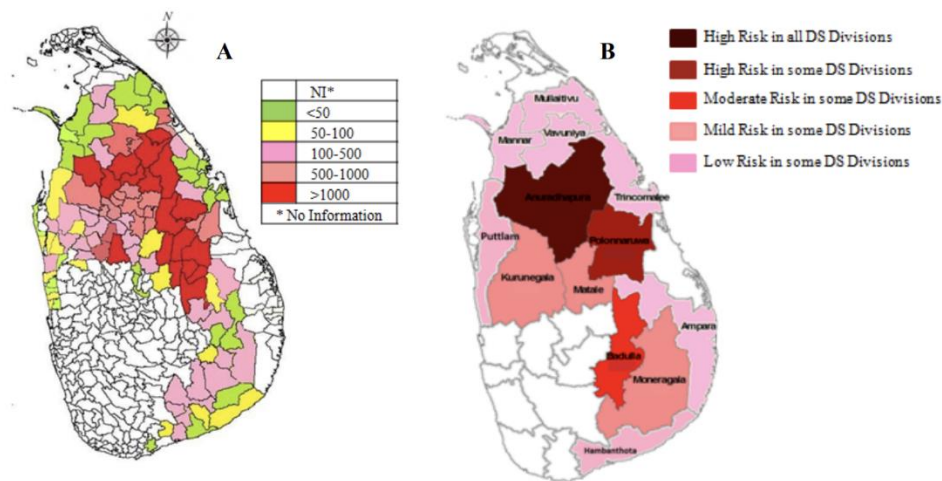 N
A
NI*
<50
50-100
100-500
500-1000
>1000
* No Information
B
High Risk in all DS Divisions
High Risk in some DS Divisions
Moderate Risk in some DS Divisions
Mild Risk in some DS Divisions
Low Risk in some DS Divisions
Mullaitivu
Vavuniya
Mannar
Anuradhapura
Trincomalee
Puttlam
Polonnaruwa
Kurunegala
Matale
Ampara
Badulla
Moneragala
Hambanthota